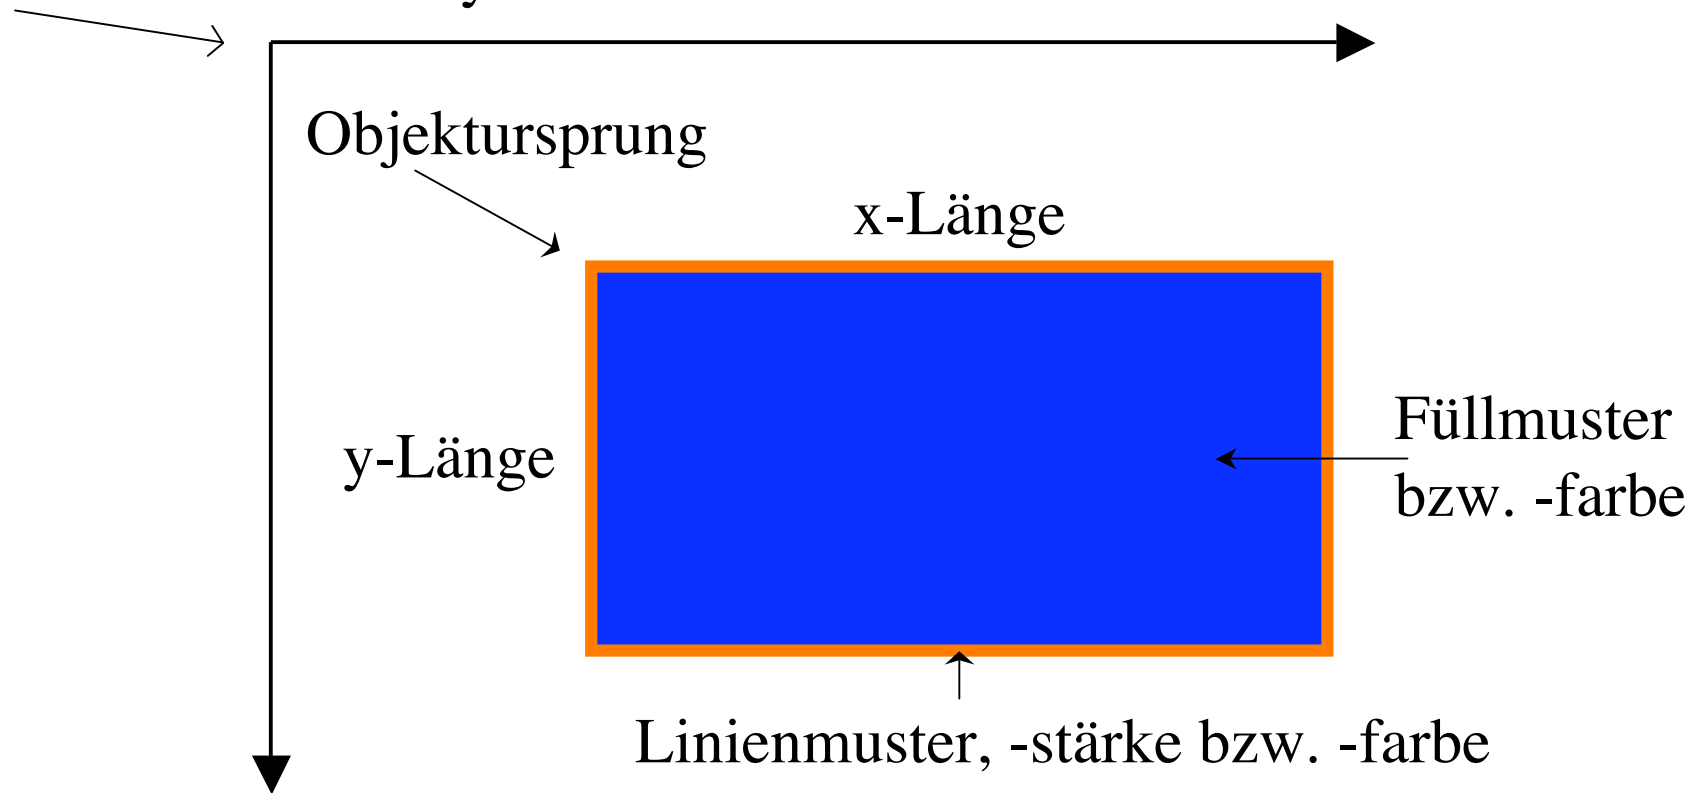 Objektursprung
x-Länge
y-Länge
Füllmuster
bzw. -farbe
Linienmuster, -stärke bzw. -farbe